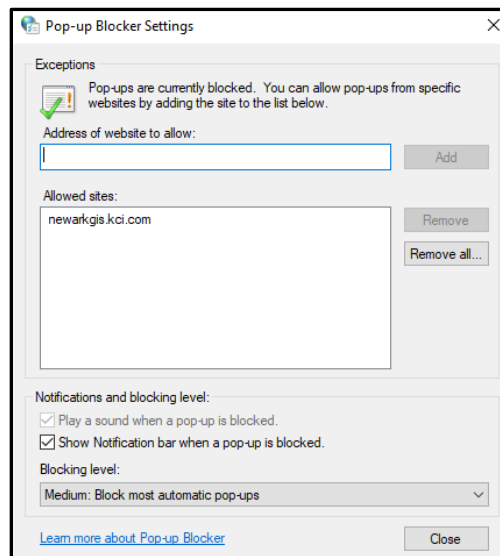 Pop-up Blocker Settings
Exceptions
Pop-ups are currently blocked. You can allow pop-ups from specific
websites by adding the site to the list below.
Address of website to allow:
Add
Allowed sites:
newarkgis.kci.com
Remove
Remove all...
Notifications and blocking level:
Play a sound when a pop-up is blocked.
Show Notification bar when a pop-up is blocked.
Blocking level:
Medium: Block most automatic pop-ups
Learn more about Pop-up Blocker
Close